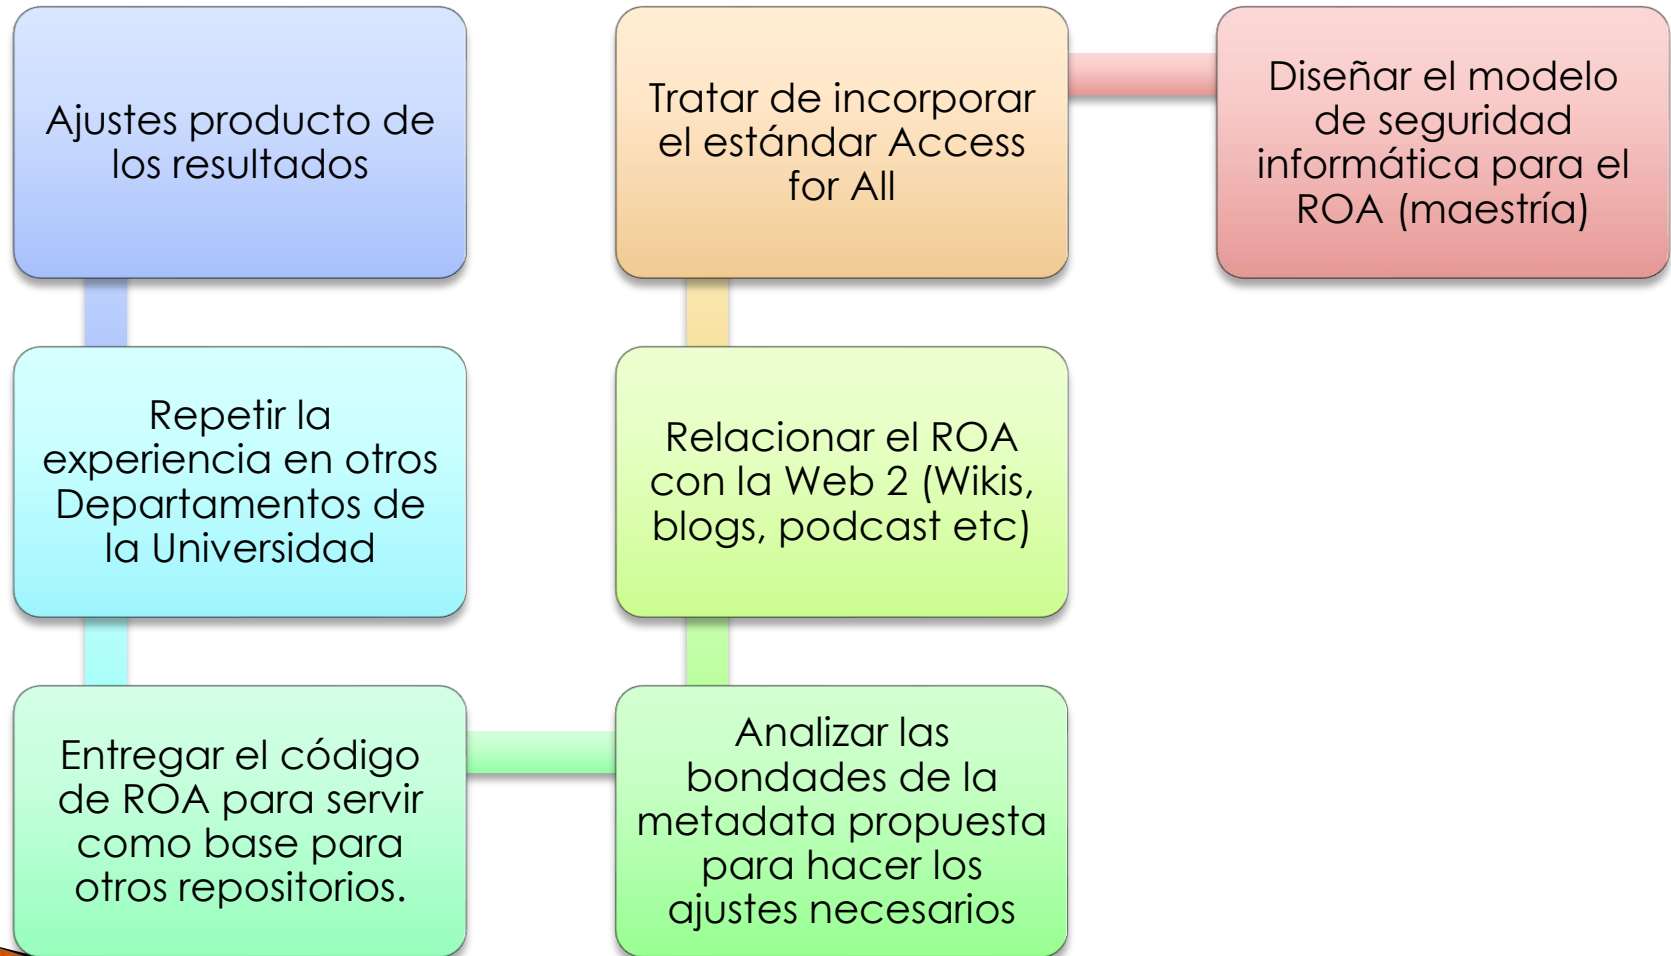 Ajustes producto de
los resultados
Repetir la
experiencia en otros
Departamentos de
la Universidad
Entregar el código
de ROA para servir
como base para
otros repositorios.
Analizar las
bondades de la
metadata propuesta
para hacer los
ajustes necesarios
Relacionar el ROA
con la Web 2 (Wikis,
blogs, podcast etc)
Tratar de incorporar
el estándar Access
for All
Diseñar el modelo
de seguridad
informática para el
ROA (maestría)